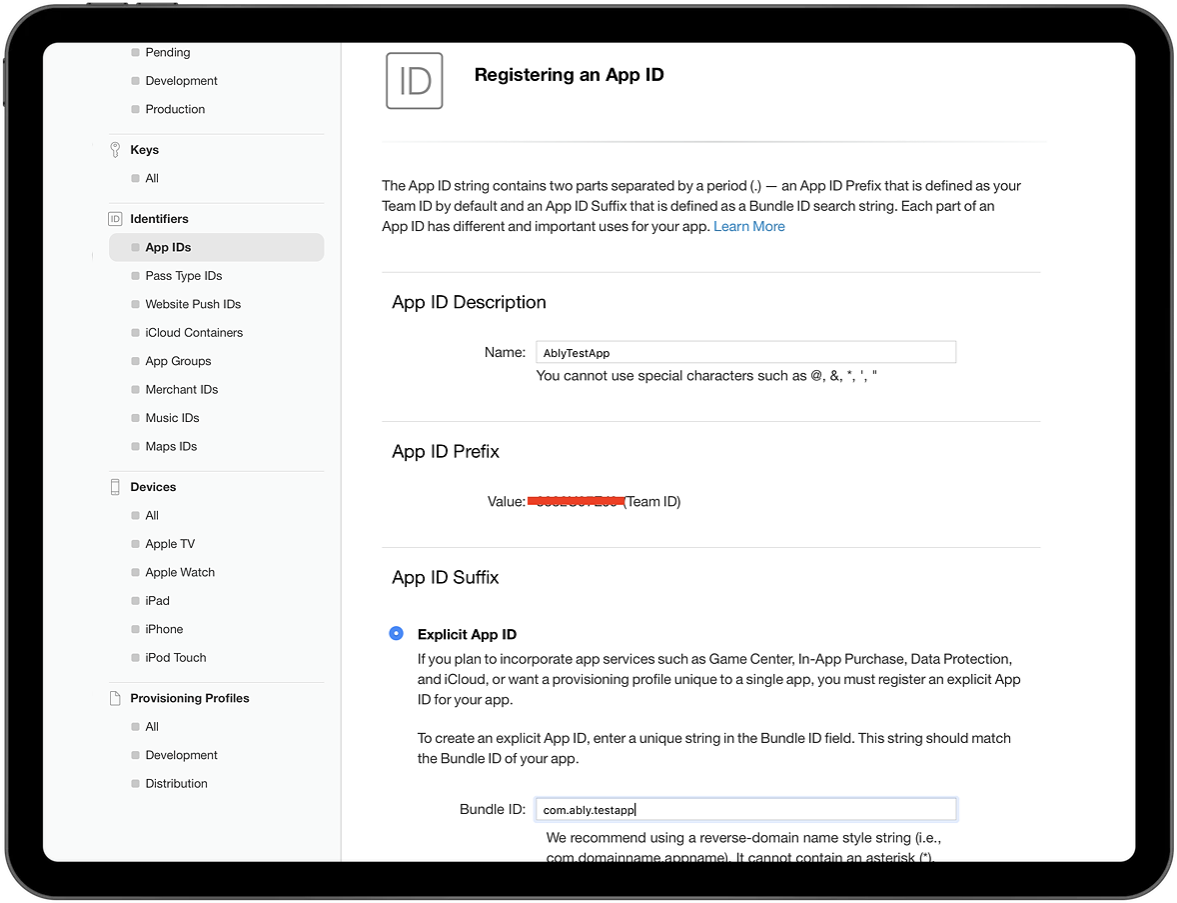 Pending
Development
Production
Keys
All
ID Identifiers
App IDs
Pass Type IDs
Website Push IDs
iCloud Containers
App Groups
Merchant IDs
Music IDs
Maps IDs
Devices
All
Apple TV
Apple Watch
iPad
iPhone
iPod Touch
Provisioning Profiles
All
Development
Distribution
ID Registering an App ID
The App ID string contains two parts separated by a period (.) — an App ID Prefix that is defined as your
Team ID by default and an App ID Suffix that is defined as a Bundle ID search string. Each part of an
App ID has different and important uses for your app. Learn More
App ID Description
Name: AblyTestApp
You cannot use special characters such as @, &, *, ', "
App ID Prefix
Value: (Team ID)
App ID Suffix
Explicit App ID
If you plan to incorporate app services such as Game Center, In-App Purchase, Data Protection,
and iCloud, or want a provisioning profile unique to a single app, you must register an explicit App
ID for your app.
To create an explicit App ID, enter a unique string in the Bundle ID field. This string should match
the Bundle ID of your app.
Bundle ID: com.ably.testapp
We recommend using a reverse-domain name style string (i.e.,
com.domainname.appname). It cannot contain an asterisk (*).